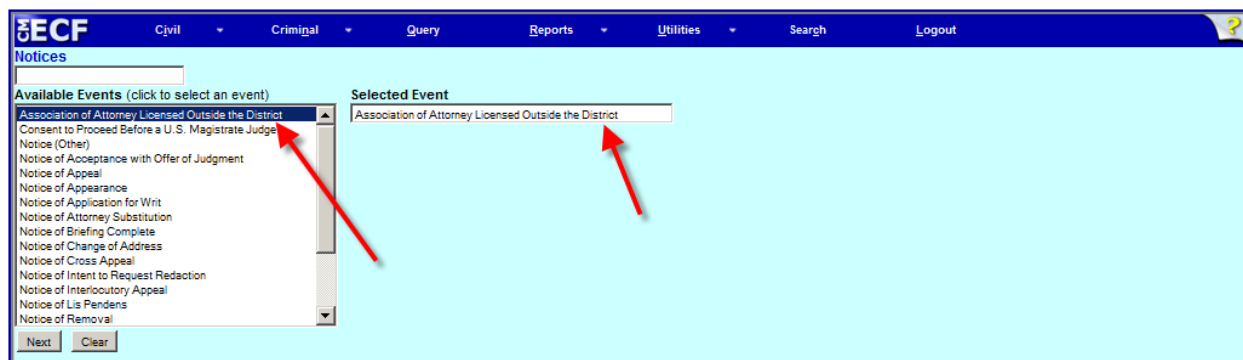 CM ECF Civil Criminal Query Reports Utilities Search Logout ?
Notices
Available Events (click to select an event) Selected Event
Association of Attorney Licensed Outside the District Association of Attorney Licensed Outside the District
Consent to Proceed Before a U.S. Magistrate Judge
Notice (Other)
Notice of Acceptance with Offer of Judgment
Notice of Appeal
Notice of Appearance
Notice of Application for Writ
Notice of Attorney Substitution
Notice of Briefing Complete
Notice of Change of Address
Notice of Cross Appeal
Notice of Intent to Request Redaction
Notice of Interlocutory Appeal
Notice of Lis Pendens
Notice of Removal
Next Clear